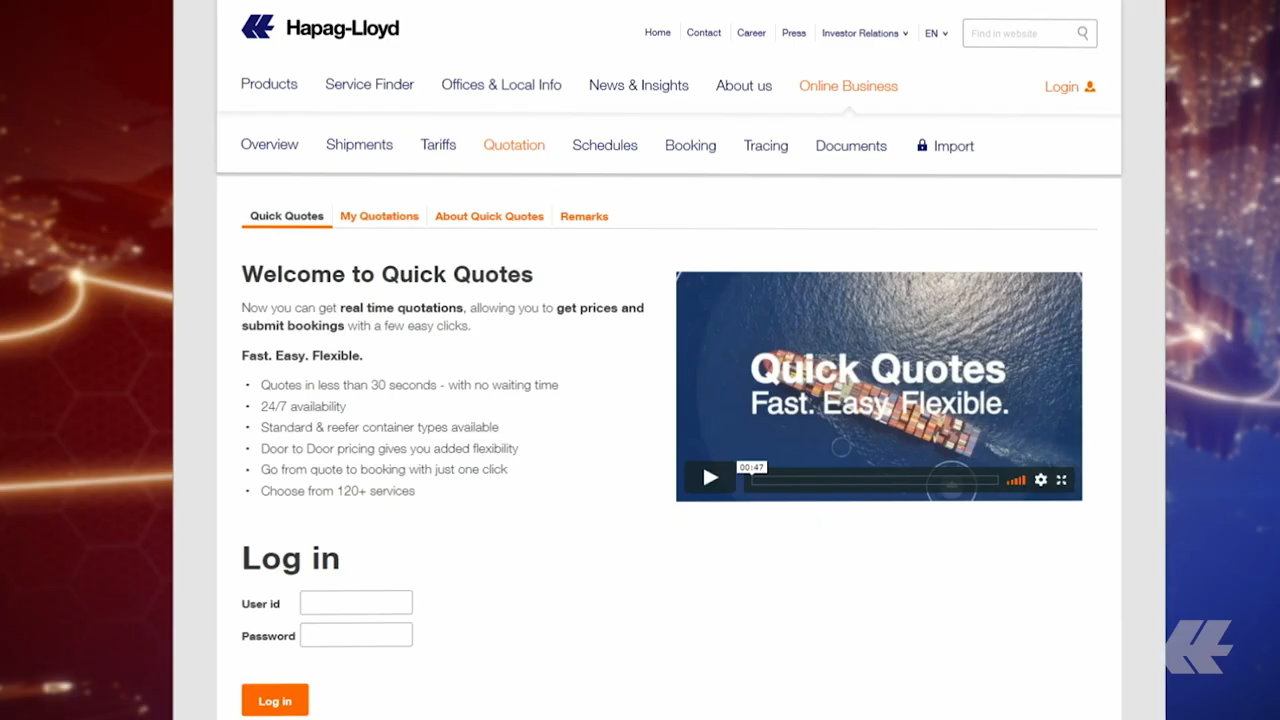 Hapag-Lloyd
Home Contact Career Press Investor Relations EN Find in website
Products Service Finder Offices & Local Info News & Insights About us Online Business Login
Overview Shipments Tariffs Quotation Schedules Booking Tracing Documents Import
Quick Quotes My Quotations About Quick Quotes Remarks
Welcome to Quick Quotes
Now you can get real time quotations, allowing you to get prices and
submit bookings with a few easy clicks.
Fast. Easy. Flexible.
• Quotes in less than 30 seconds - with no waiting time
• 24/7 availability
• Standard & reefer container types available
• Door to Door pricing gives you added flexibility
• Go from quote to booking with just one click
• Choose from 120+ services
Quick Quotes
Fast. Easy. Flexible.
00:47
Log in
User id
Password
Log in